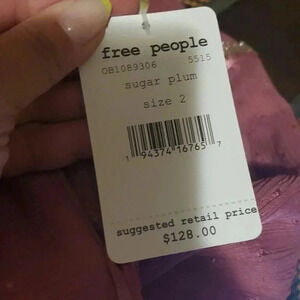 free people
OB1089306 5515
sugar plum
size 2
1 94374 16765 7
suggested retail price
$128.00